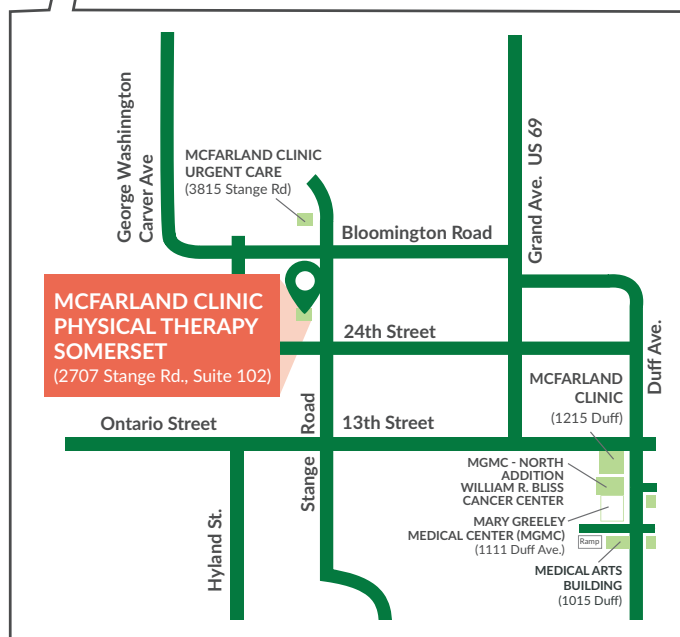 George Washinngton
Carver Ave
MCFARLAND CLINIC
URGENT CARE
(3815 Stange Rd)
Grand Ave. US 69
Bloomington Road
MCFARLAND CLINIC
PHYSICAL THERAPY
SOMERSET
(2707 Stange Rd., Suite 102)
24th Street
Duff Ave.
MCFARLAND
CLINIC
(1215 Duff)
Ontario Street
Stange Road
13th Street
MGMC - NORTH
ADDITION
WILLIAM R. BLISS
CANCER CENTER
MARY GREELEY
MEDICAL CENTER (MGMC)
(1111 Duff Ave.)
Ramp
Hyland St.
MEDICAL ARTS
BUILDING
(1015 Duff)